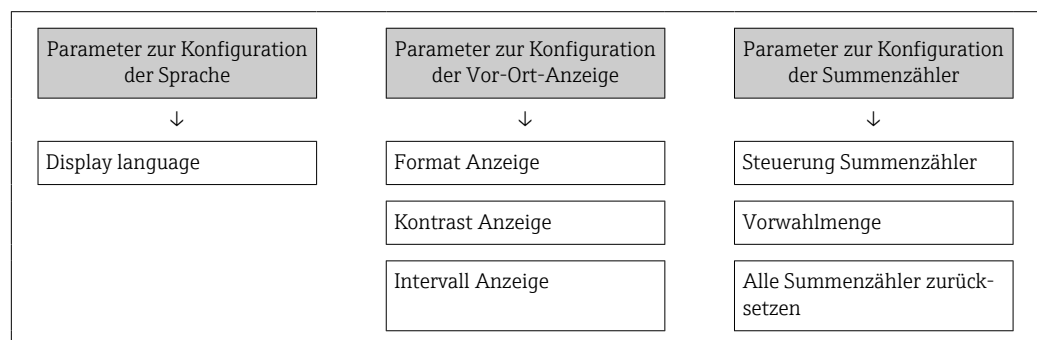 Parameter zur Konfiguration
der Sprache
Parameter zur Konfiguration
der Vor-Ort-Anzeige
Parameter zur Konfiguration
der Summenzähler
↓
↓
↓
Display language
Format Anzeige
Steuerung Summenzähler
Kontrast Anzeige
Vorwahlmenge
Intervall Anzeige
Alle Summenzähler zurück-
setzen